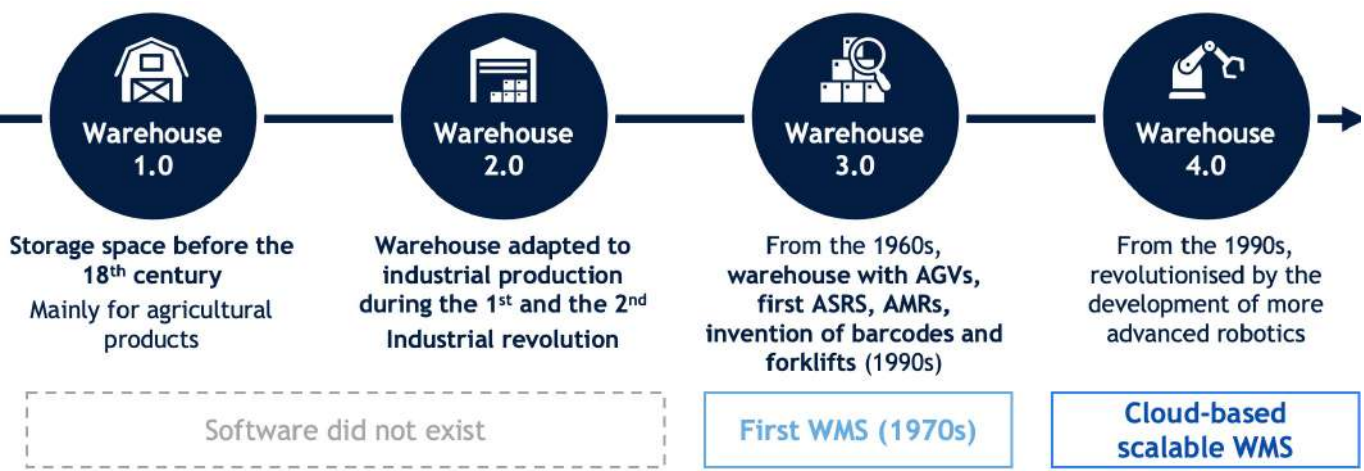 Warehouse
1.0
Warehouse
2.0
Warehouse
3.0
Warehouse
4.0
Storage space before the
18th century
Mainly for agricultural
products
Warehouse adapted to
industrial production
during the 1st and the 2nd
Industrial revolution
From the 1960s,
warehouse with AGVs,
first ASRS, AMRs,
invention of barcodes and
forklifts (1990s)
From the 1990s,
revolutionised by the
development of more
advanced robotics
Software did not exist
First WMS (1970s)
Cloud-based
scalable WMS